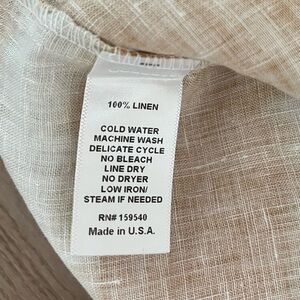 100% LINEN
COLD WATER
MACHINE WASH
DELICATE CYCLE
NO BLEACH
LINE DRY
NO DRYER
LOW IRON/
STEAM IF NEEDED
RN# 159540
Made in U.S.A.